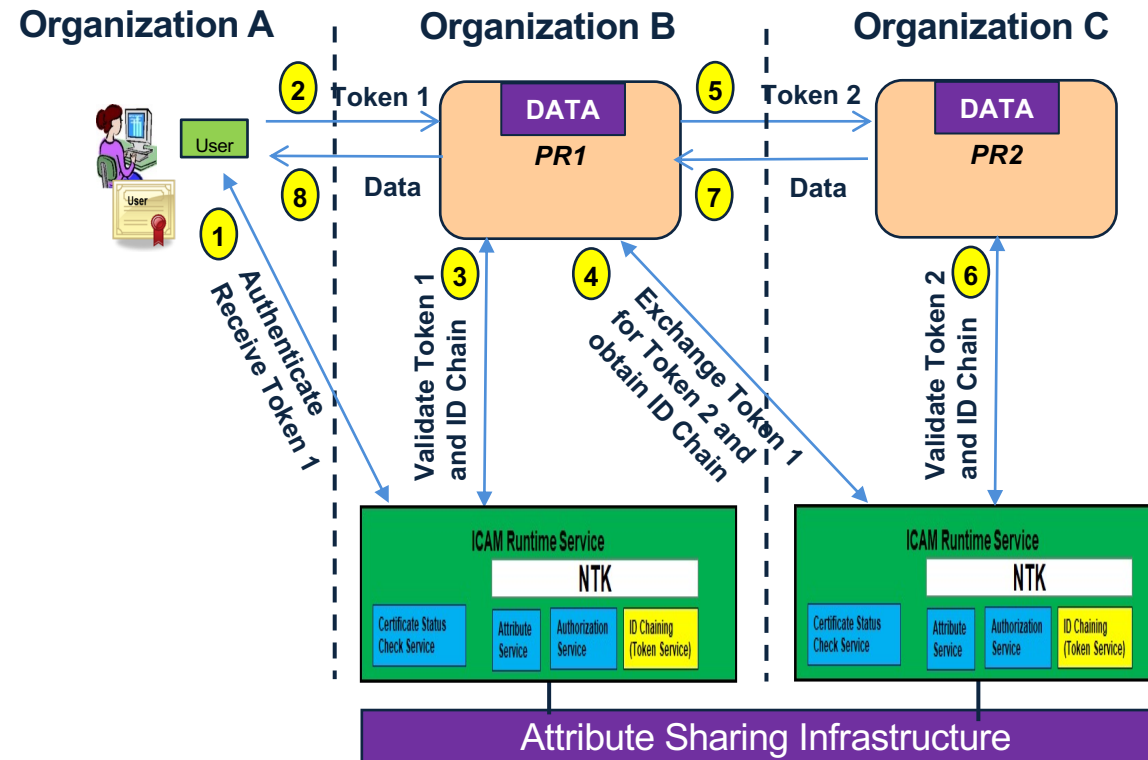 Organization A
Organization B
Organization C
2
Token 1
DATA
PR1
5
Token 2
DATA
PR2
User
User
8
Data
7
Data
1
Authenticate
Receive Token 1
3
Validate Token 1
and ID Chain
4
Exchange Token 1
for Token 2 and
obtain ID Chain
6
Validate Token 2
and ID Chain
ICAM Runtime Service
NTK
Certificate Status
Check Service
Attribute
Service
Authorization
Service
ID Chaining
(Token Service)
ICAM Runtime Service
NTK
Certificate Status
Check Service
Attribute
Service
Authorization
Service
ID Chaining
(Token Service)
Attribute Sharing Infrastructure